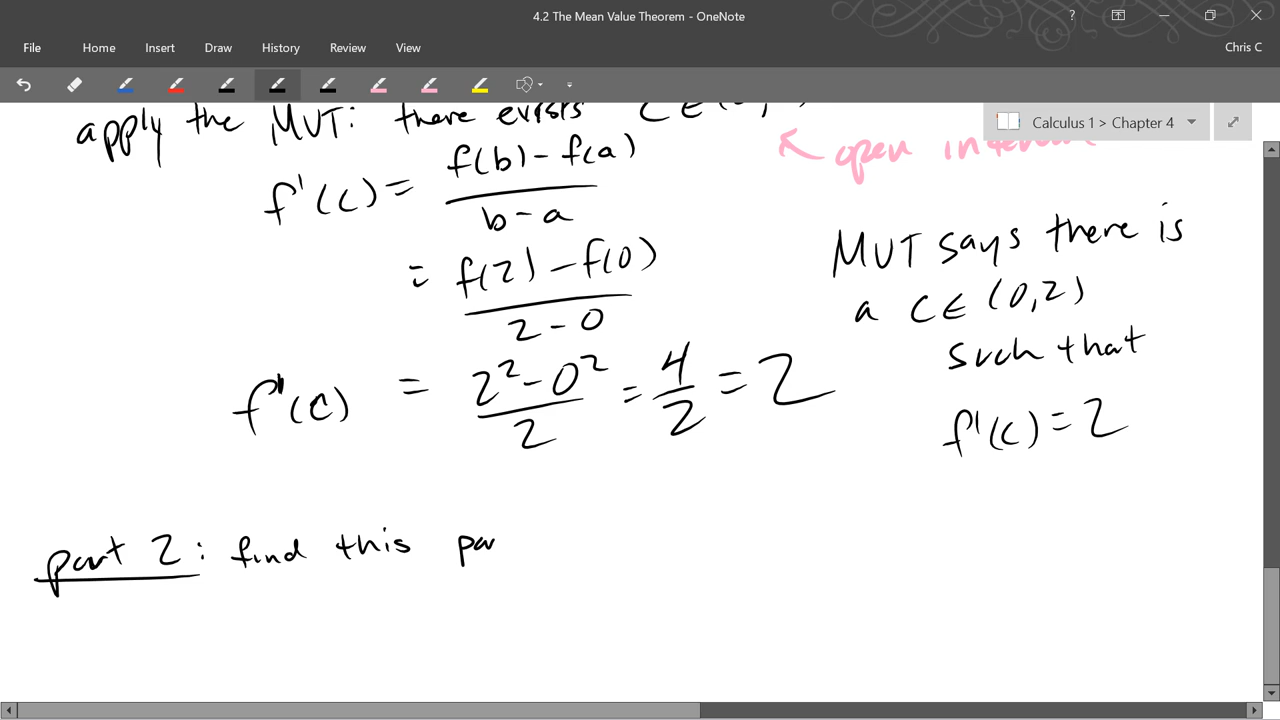 4.2 The Mean Value Theorem - OneNote
?
File Home Insert Draw History Review View
Chris C
Calculus 1 > Chapter 4
apply the MVT: there exists c ∈ (0,
open interval
f'(c) = f(b) - f(a) / b - a
= f(2) - f(0) / 2 - 0
f'(c) = 2² - 0² / 2 = 4/2 = 2
MVT says there is
a c ∈ (0,2)
such that
f'(c) = 2
part 2: find this par